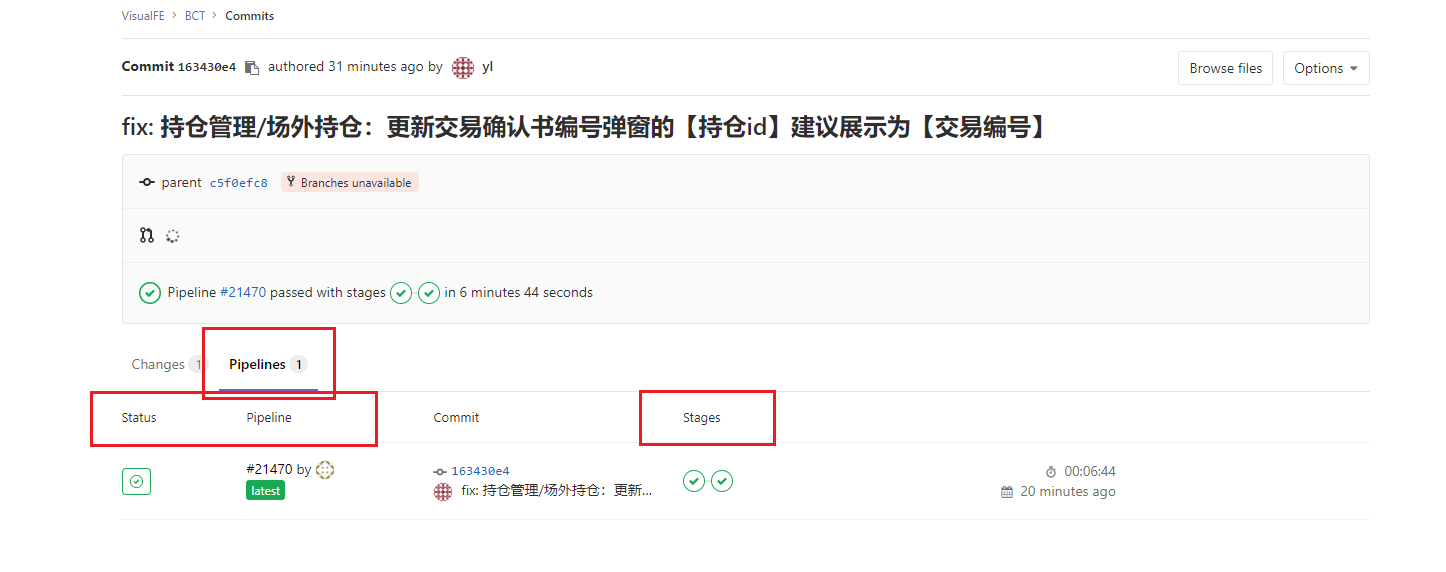 VisualFE > BCT > Commits
Commit 163430e4 authored 31 minutes ago by yl
Browse files
Options
fix: 持仓管理/场外持仓：更新交易确认书编号弹窗的【持仓id】建议展示为【交易编号】
parent c5f0efc8 Branches unavailable
Pipeline #21470 passed with stages in 6 minutes 44 seconds
Changes 1 Pipelines 1
Status Pipeline Commit Stages
#21470 by 163430e4 00:06:44
latest fix: 持仓管理/场外持仓：更新... 20 minutes ago